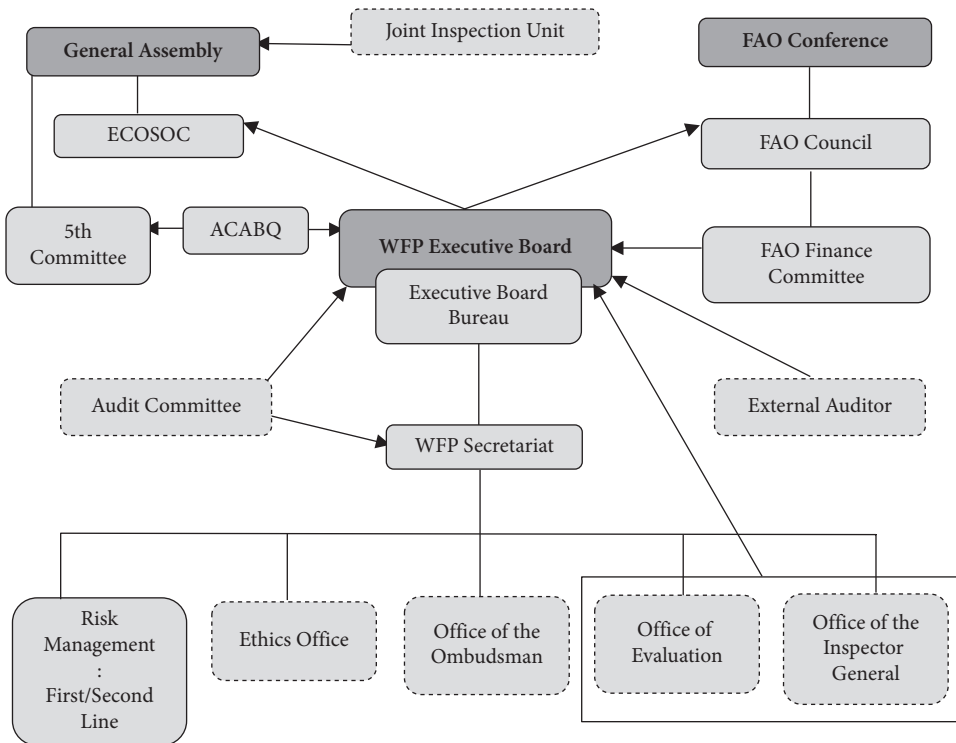 Joint Inspection Unit
General Assembly
FAO Conference
ECOSOC
FAO Council
5th
Committee
ACABQ
WFP Executive Board
FAO Finance
Committee
Executive Board
Bureau
Audit Committee
External Auditor
WFP Secretariat
Risk
Management
:
First/Second
Line
Ethics Office
Office of the
Ombudsman
Office of
Evaluation
Office of the
Inspector
General